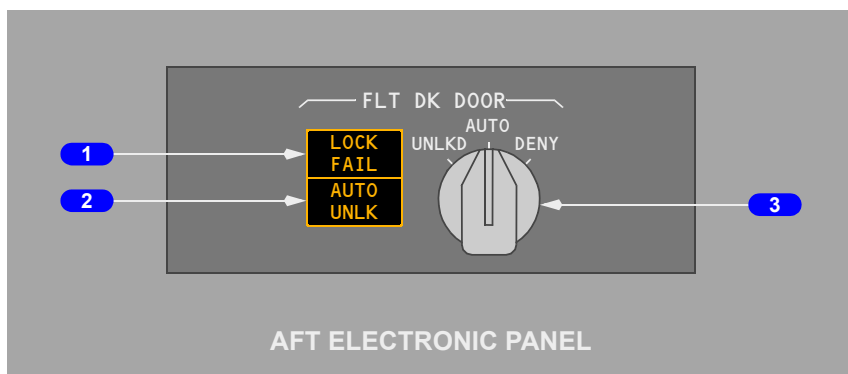 FLT DK DOOR
AUTO
UNLKD DENY
LOCK
FAIL
AUTO
UNLK
1
2
3
AFT ELECTRONIC PANEL